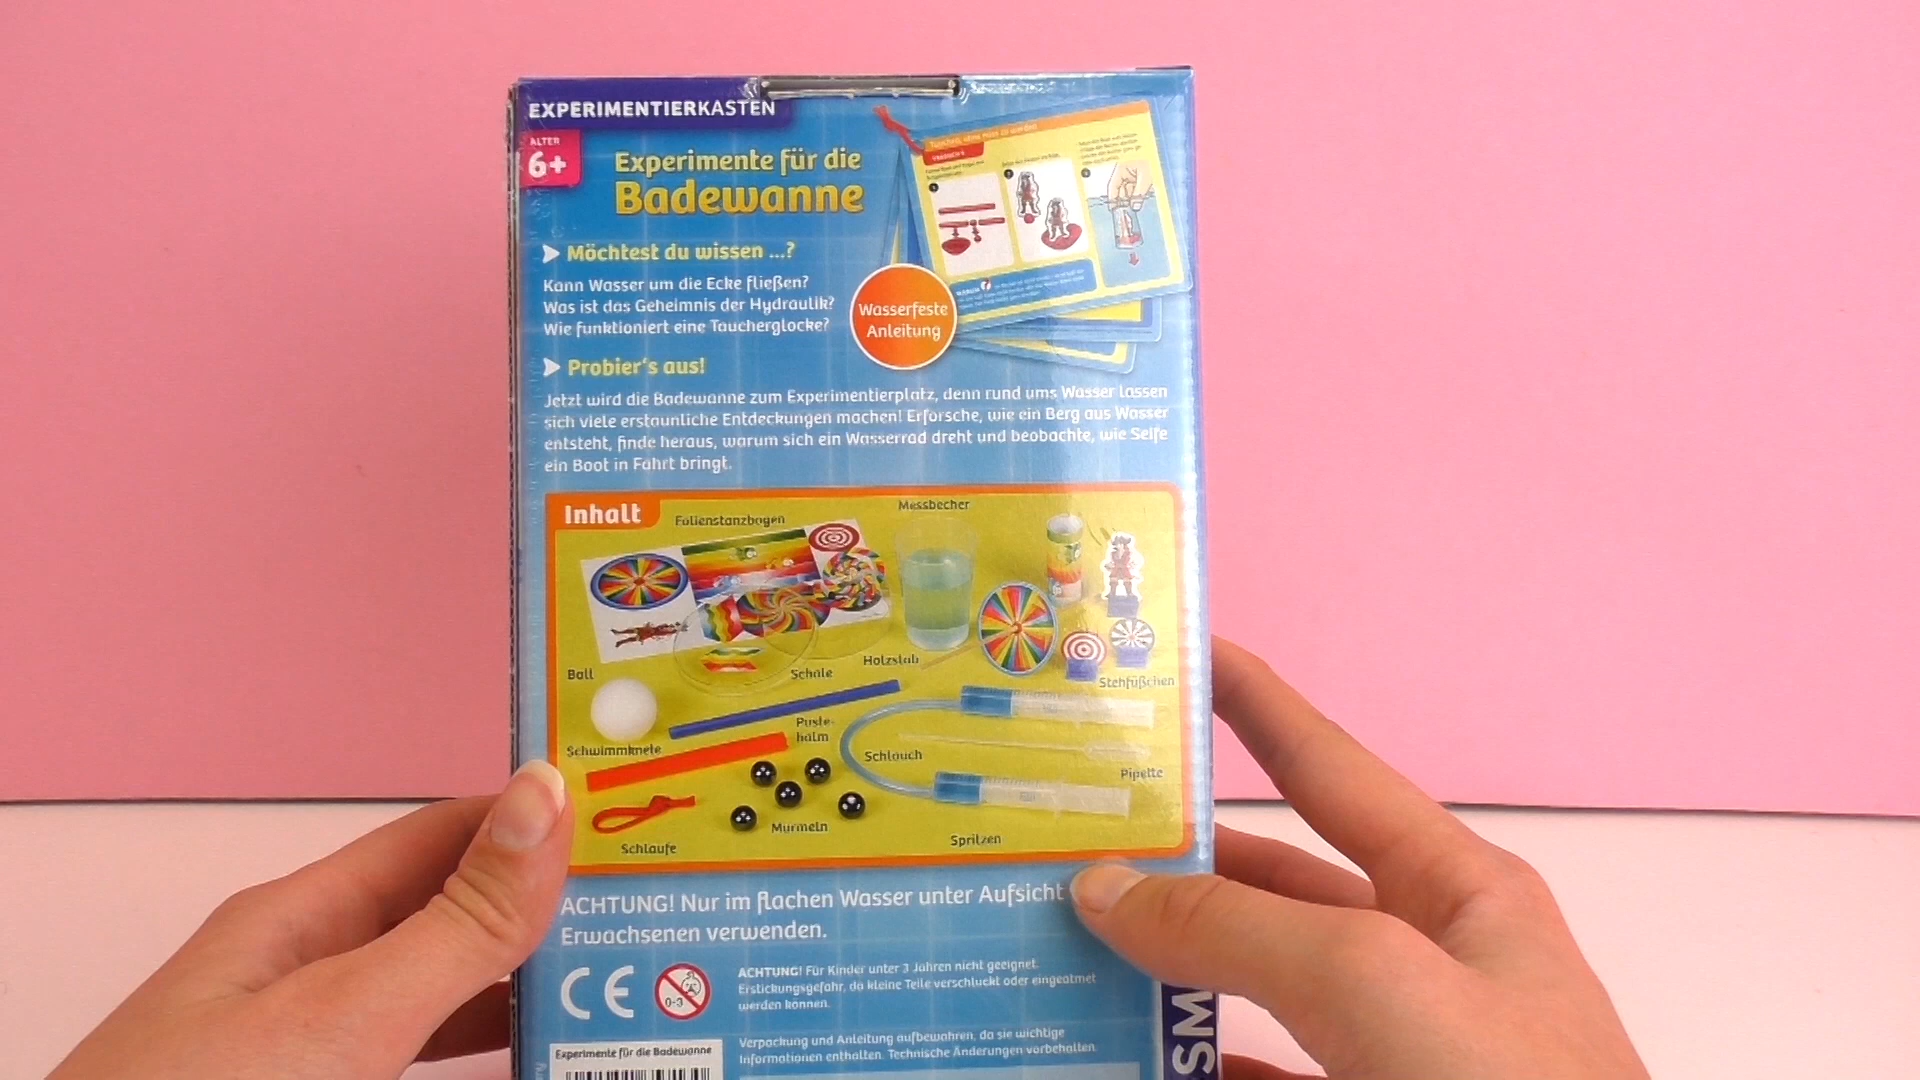 EXPERIMENTIERKASTEN
ALTER
6+
Experimente für die
Badewanne
Möchtest du wissen ...?
Kann Wasser um die Ecke fließen?
Was ist das Geheimnis der Hydraulik?
Wie funktioniert eine Taucherglocke?
Wasserfeste
Anleitung
Probier's aus!
Jetzt wird die Badewanne zum Experimentierplatz, denn rund ums Wasser lassen
sich viele erstaunliche Entdeckungen machen! Erforsche, wie ein Berg aus Wasser
entsteht, finde heraus, warum sich ein Wasserrad dreht und beobachte, wie Seife
ein Boot in Fahrt bringt.
Inhalt
Folienstanzbogen
Messbecher
Ball
Schale
Holzstab
Stehfüßchen
Schwimmknete
Puste-
halm
Schlauch
Pipette
Murmeln
Schlaufe
Spritzen
ACHTUNG! Nur im flachen Wasser unter Aufsicht
Erwachsenen verwenden.
CE
0-3
ACHTUNG! Für Kinder unter 3 Jahren nicht geeignet.
Erstickungsgefahr, da kleine Teile verschluckt oder eingeatmet
werden können.
Verpackung und Anleitung aufbewahren, da sie wichtige
Informationen enthalten. Technische Änderungen vorbehalten.
Experimente für die Badewanne
SM